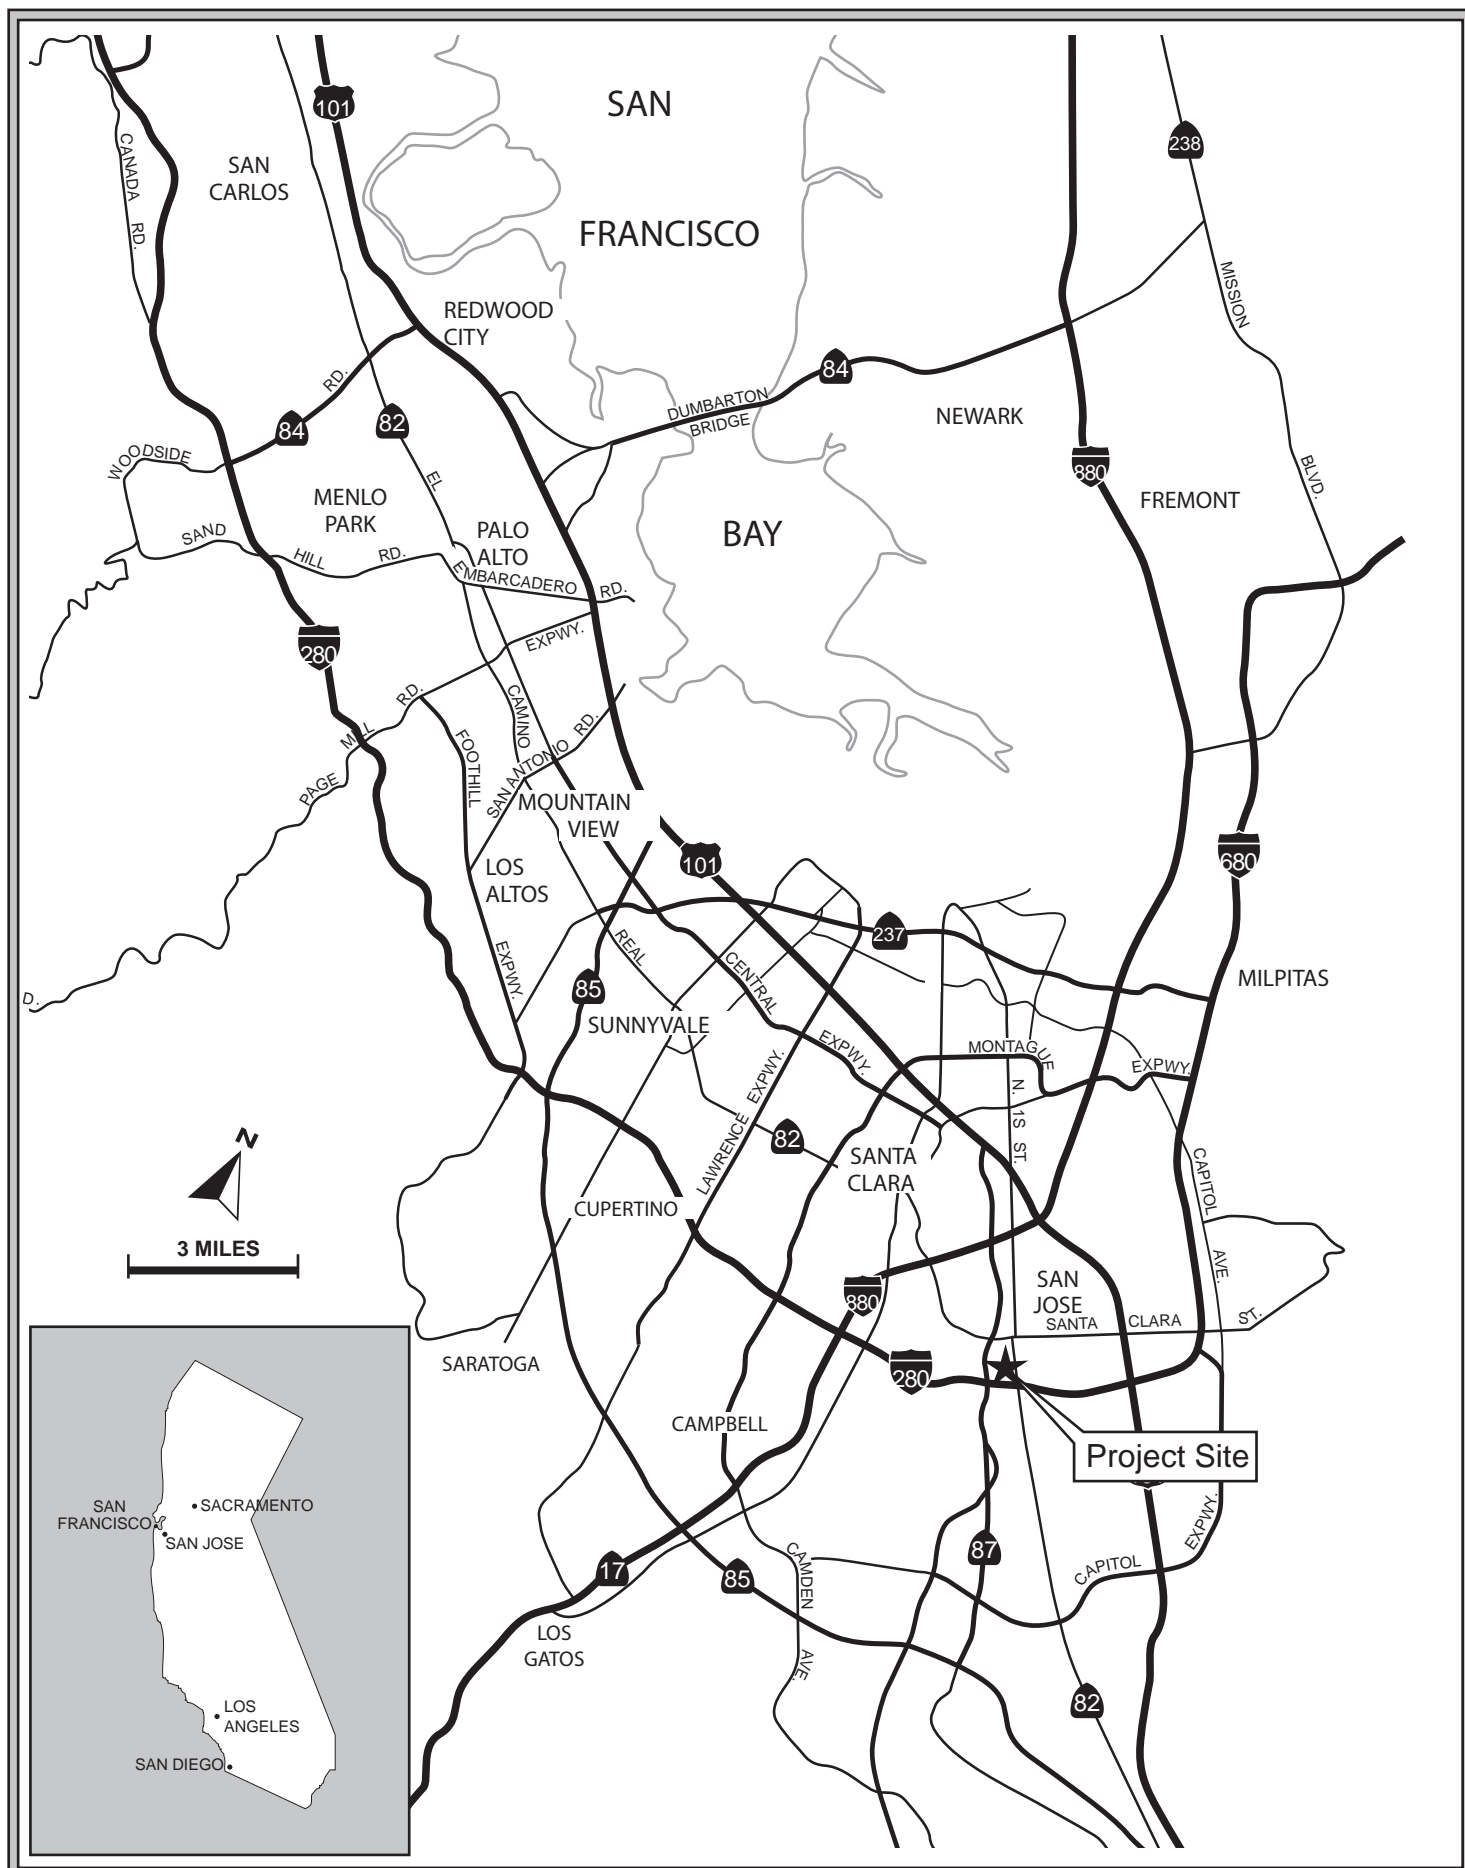 101
SAN
238
CANADA
RD.
SAN
CARLOS
FRANCISCO
MISSION
REDWOOD
CITY
84
RD.
DUMBARTON
BRIDGE
84
82
NEWARK
WOODSIDE
880
BLVD.
EL
MENLO
PARK
FREMONT
SAND
HILL
RD.
PALO
ALTO
BAY
EMBARCADERO
RD.
280
EXPWY.
RD.
CAMINO
MILL
FOOTHILL
SAN ANTONIO
RD.
PAGE
MOUNTAIN
VIEW
101
680
LOS
ALTOS
237
REAL
CENTRAL
EXPWY.
MILPITAS
85
D.
SUNNYVALE
EXPWY.
MONTAGUE
EXPWY.
EXPWY.
N.
1S
ST.
LAWRENCE
82
N
SANTA
CLARA
CAPITOL
CUPERTINO
3 MILES
AVE.
SAN
JOSE
880
SANTA
CLARA
ST.
SARATOGA
280
CAMPBELL
Project Site
SAN
FRANCISCO
SACRAMENTO
SAN JOSE
EXPWY.
87
17
85
CAMDEN
CAPITOL
LOS
GATOS
AVE.
82
LOS
ANGELES
SAN DIEGO